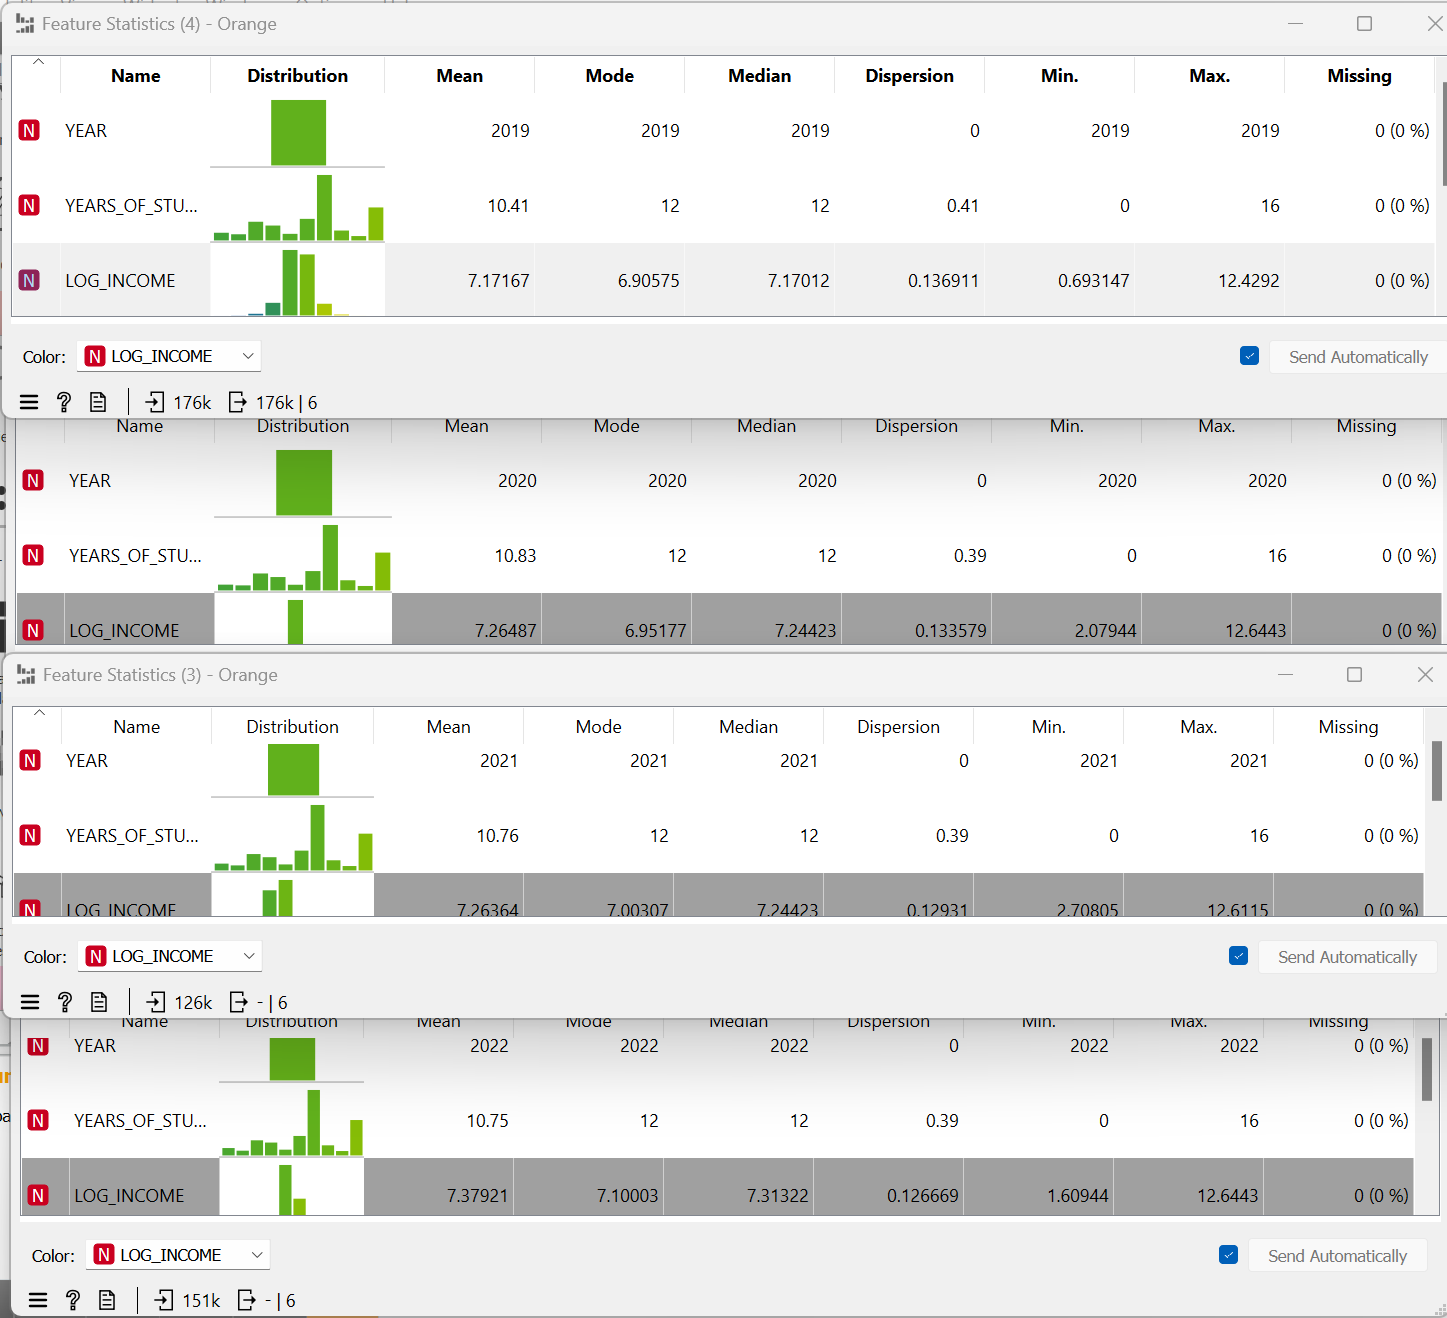 Feature Statistics (4) - Orange
Name Distribution Mean Mode Median Dispersion Min. Max. Missing
N YEAR 2019 2019 2019 0 2019 2019 0 (0 %)
N YEARS_OF_STU... 10.41 12 12 0.41 0 16 0 (0 %)
N LOG_INCOME 7.17167 6.90575 7.17012 0.136911 0.693147 12.4292 0 (0 %)
Color: N LOG_INCOME Send Automatically
? 176k 176k | 6
Name Distribution Mean Mode Median Dispersion Min. Max. Missing
N YEAR 2020 2020 2020 0 2020 2020 0 (0 %)
N YEARS_OF_STU... 10.83 12 12 0.39 0 16 0 (0 %)
N LOG_INCOME 7.26487 6.95177 7.24423 0.133579 2.07944 12.6443 0 (0 %)
Feature Statistics (3) - Orange
Name Distribution Mean Mode Median Dispersion Min. Max. Missing
N YEAR 2021 2021 2021 0 2021 2021 0 (0 %)
N YEARS_OF_STU... 10.76 12 12 0.39 0 16 0 (0 %)
N LOG_INCOME 7.26364 7.00307 7.24423 0.12931 2.70805 12.6115 0 (0 %)
Color: N LOG_INCOME Send Automatically
? 126k - | 6
Name Distribution Mean Mode Median Dispersion Min. Max. Missing
N YEAR 2022 2022 2022 0 2022 2022 0 (0 %)
N YEARS_OF_STU... 10.75 12 12 0.39 0 16 0 (0 %)
N LOG_INCOME 7.37921 7.10003 7.31322 0.126669 1.60944 12.6443 0 (0 %)
Color: N LOG_INCOME Send Automatically
? 151k - | 6